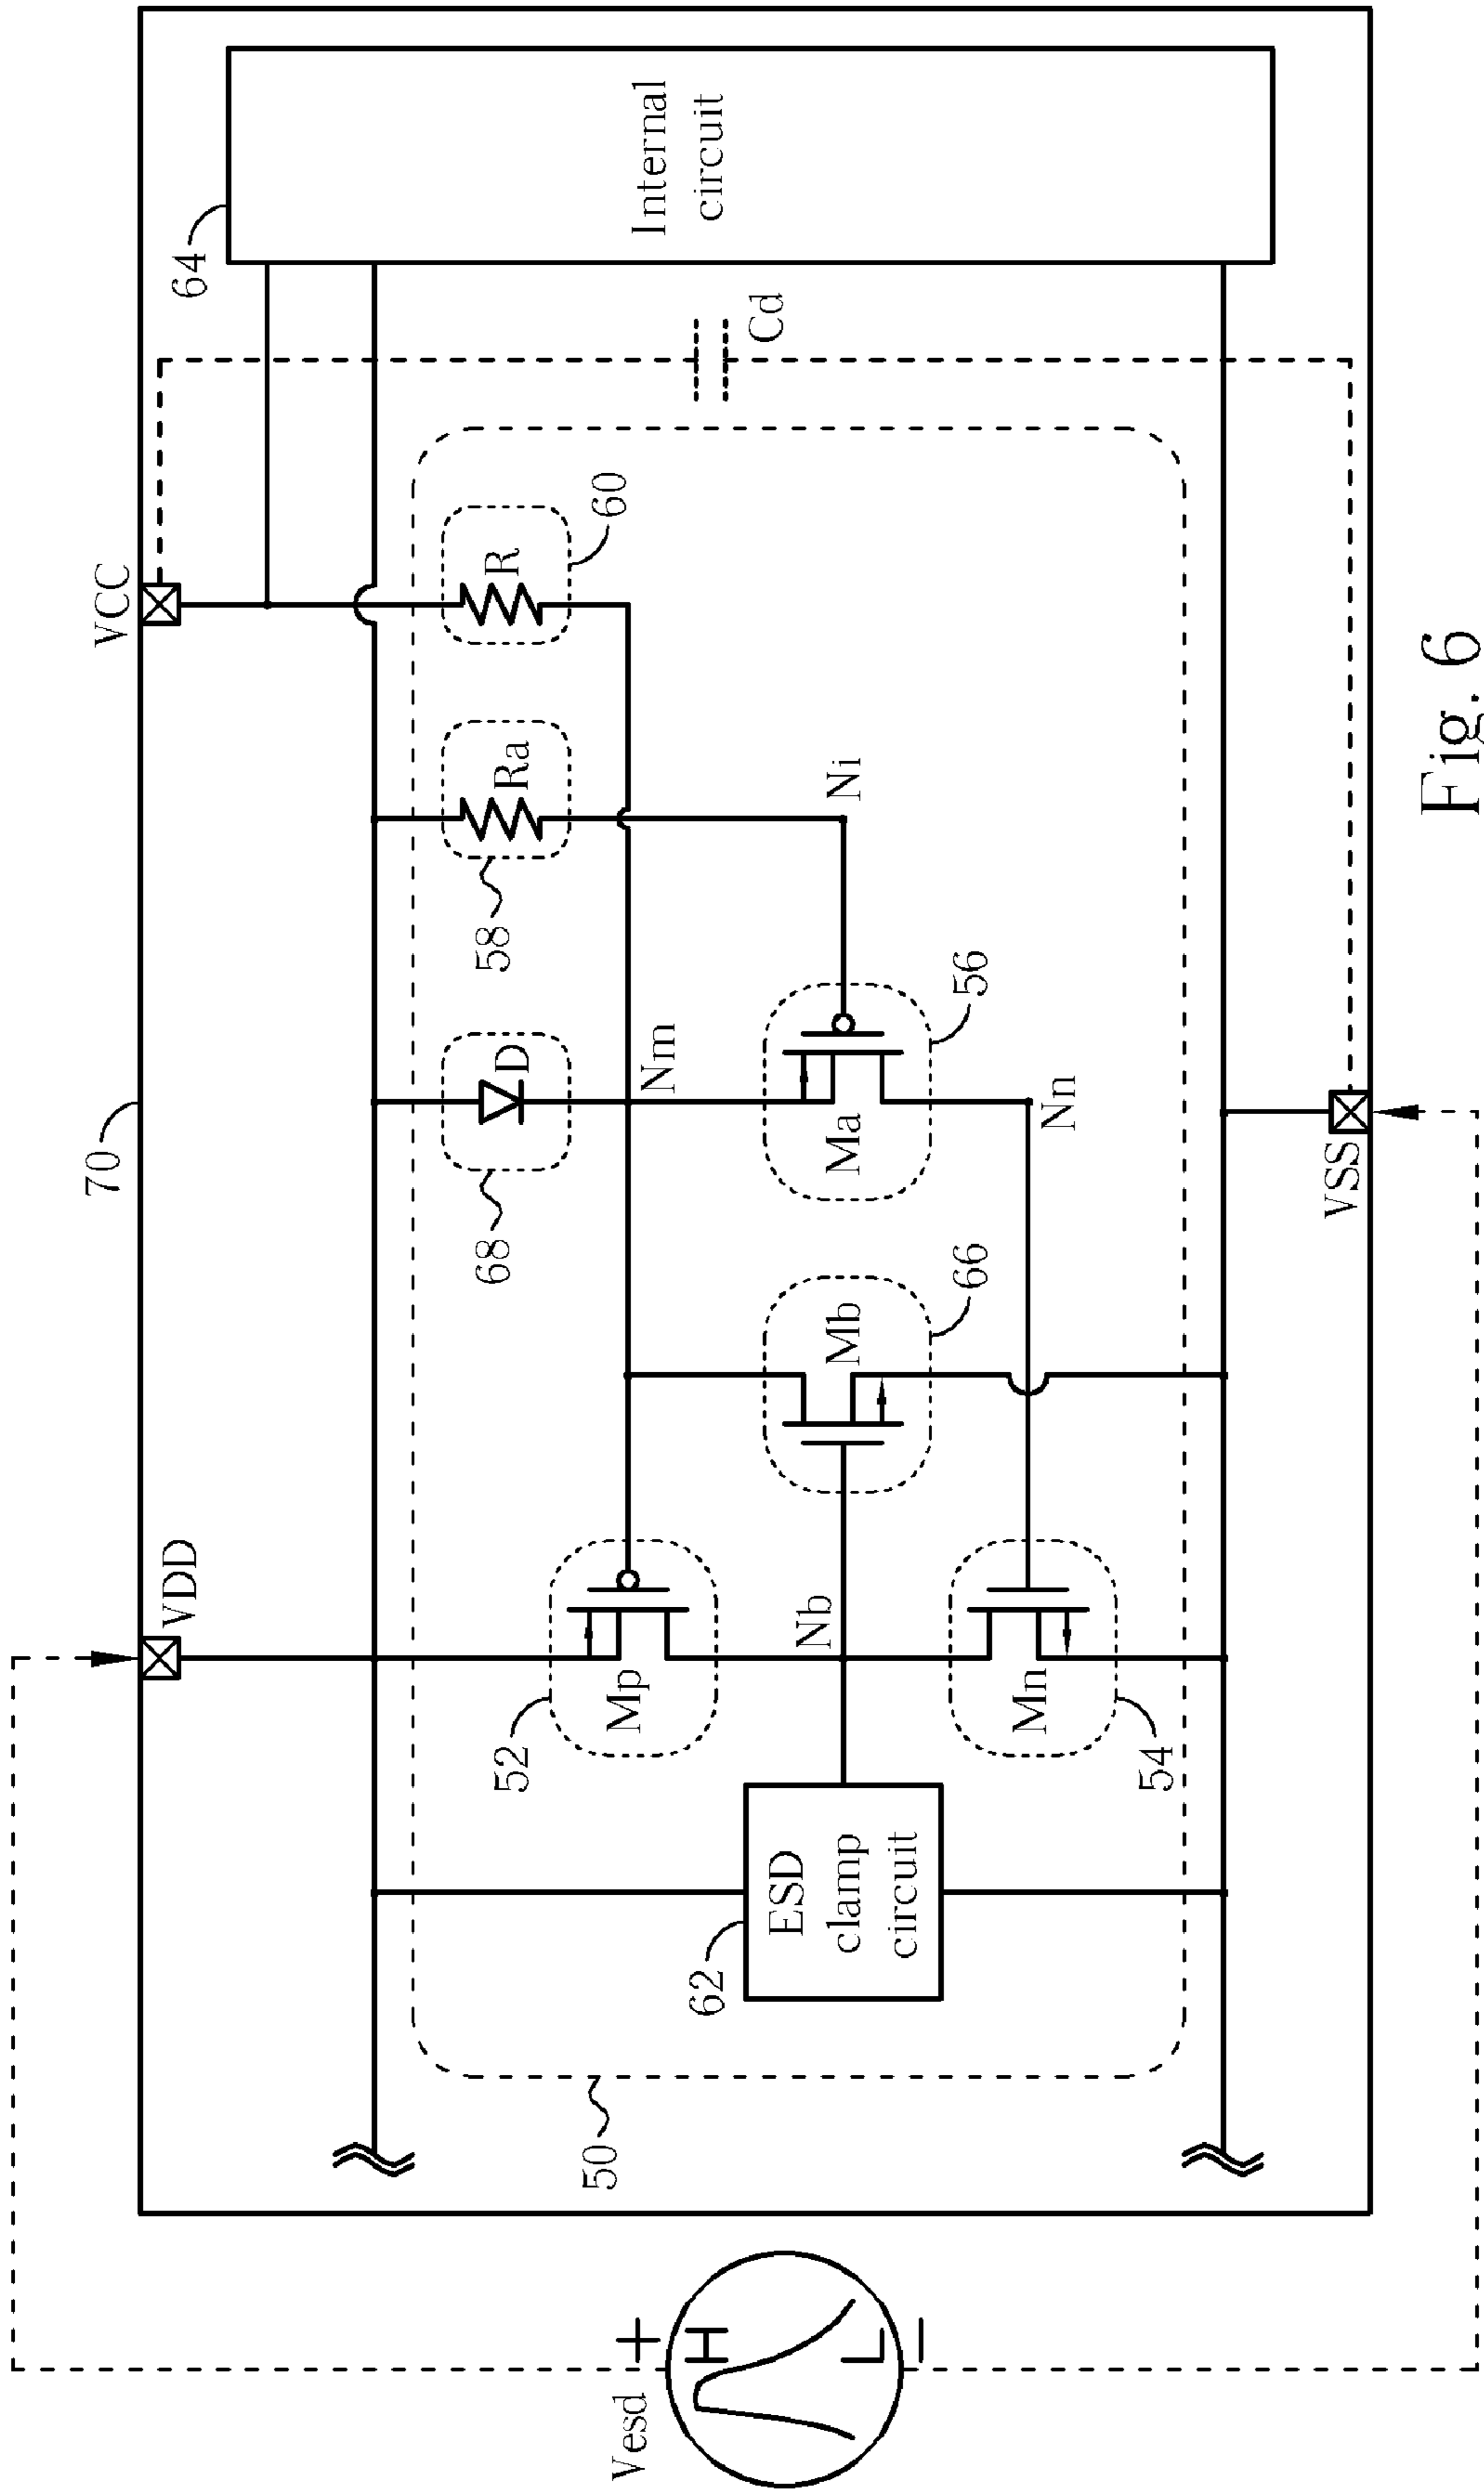 70
VDD
VCC
64
Internal
circuit
68
D
58
Ra
R
60
Cd
52
Mp
Nm
Nb
Mb
66
Ma
56
Ni
Nn
62
ESD
clamp
circuit
Mn
54
50
VSS
Vesd
+
H
L
−
Fig. 6